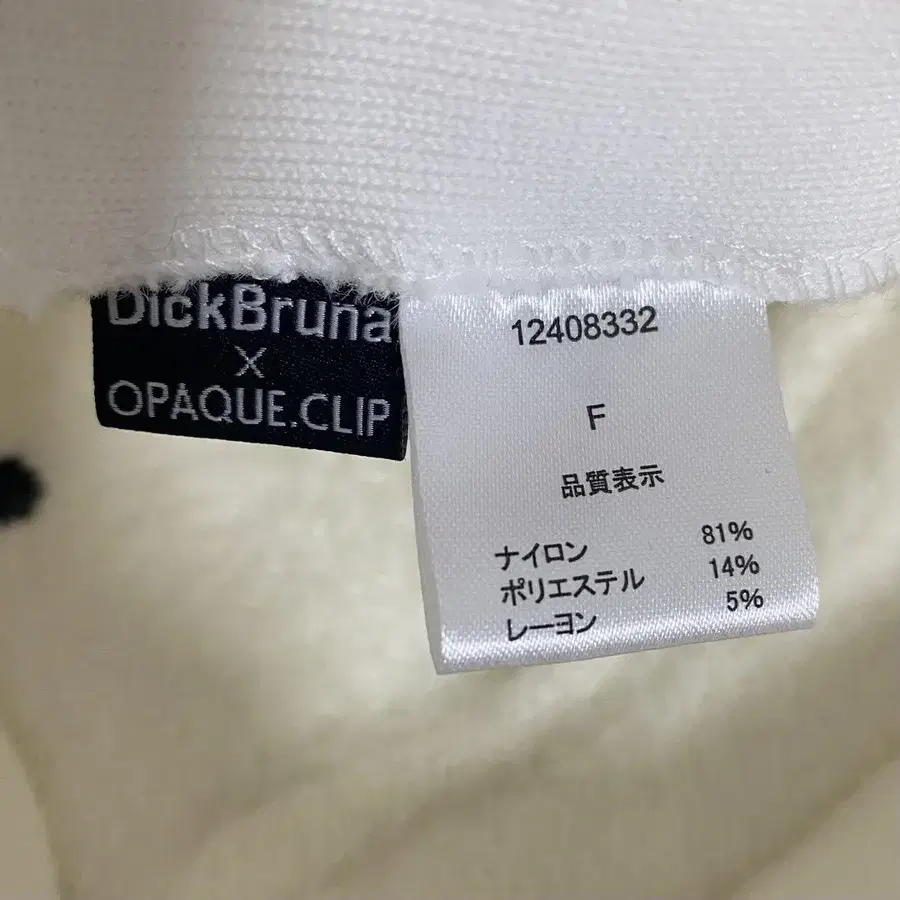 DickBruna
X
OPAQUE.CLIP
12408332
F
品質表示
ナイロン 81%
ポリエステル 14%
レーヨン 5%